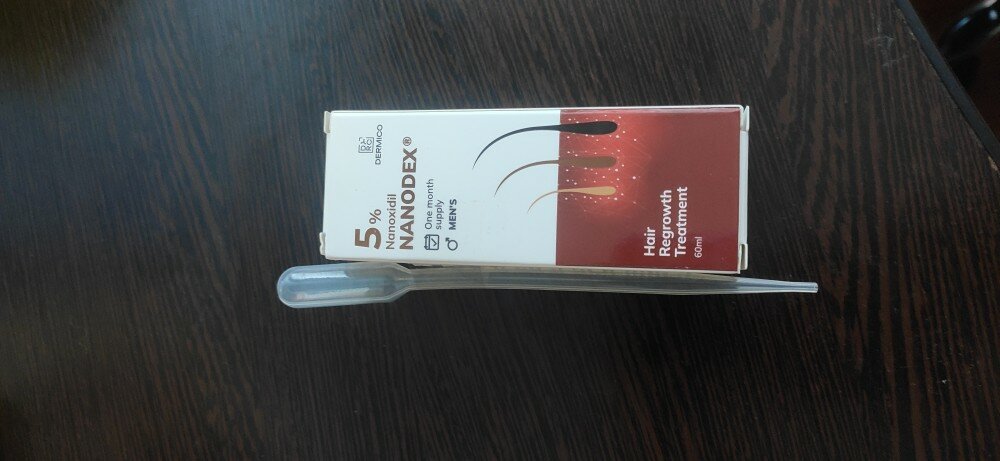 DERMICO
5%
Nanoxidil
NANODEX®
One month
supply
MEN'S
Hair
Regrowth
Treatment
60ml